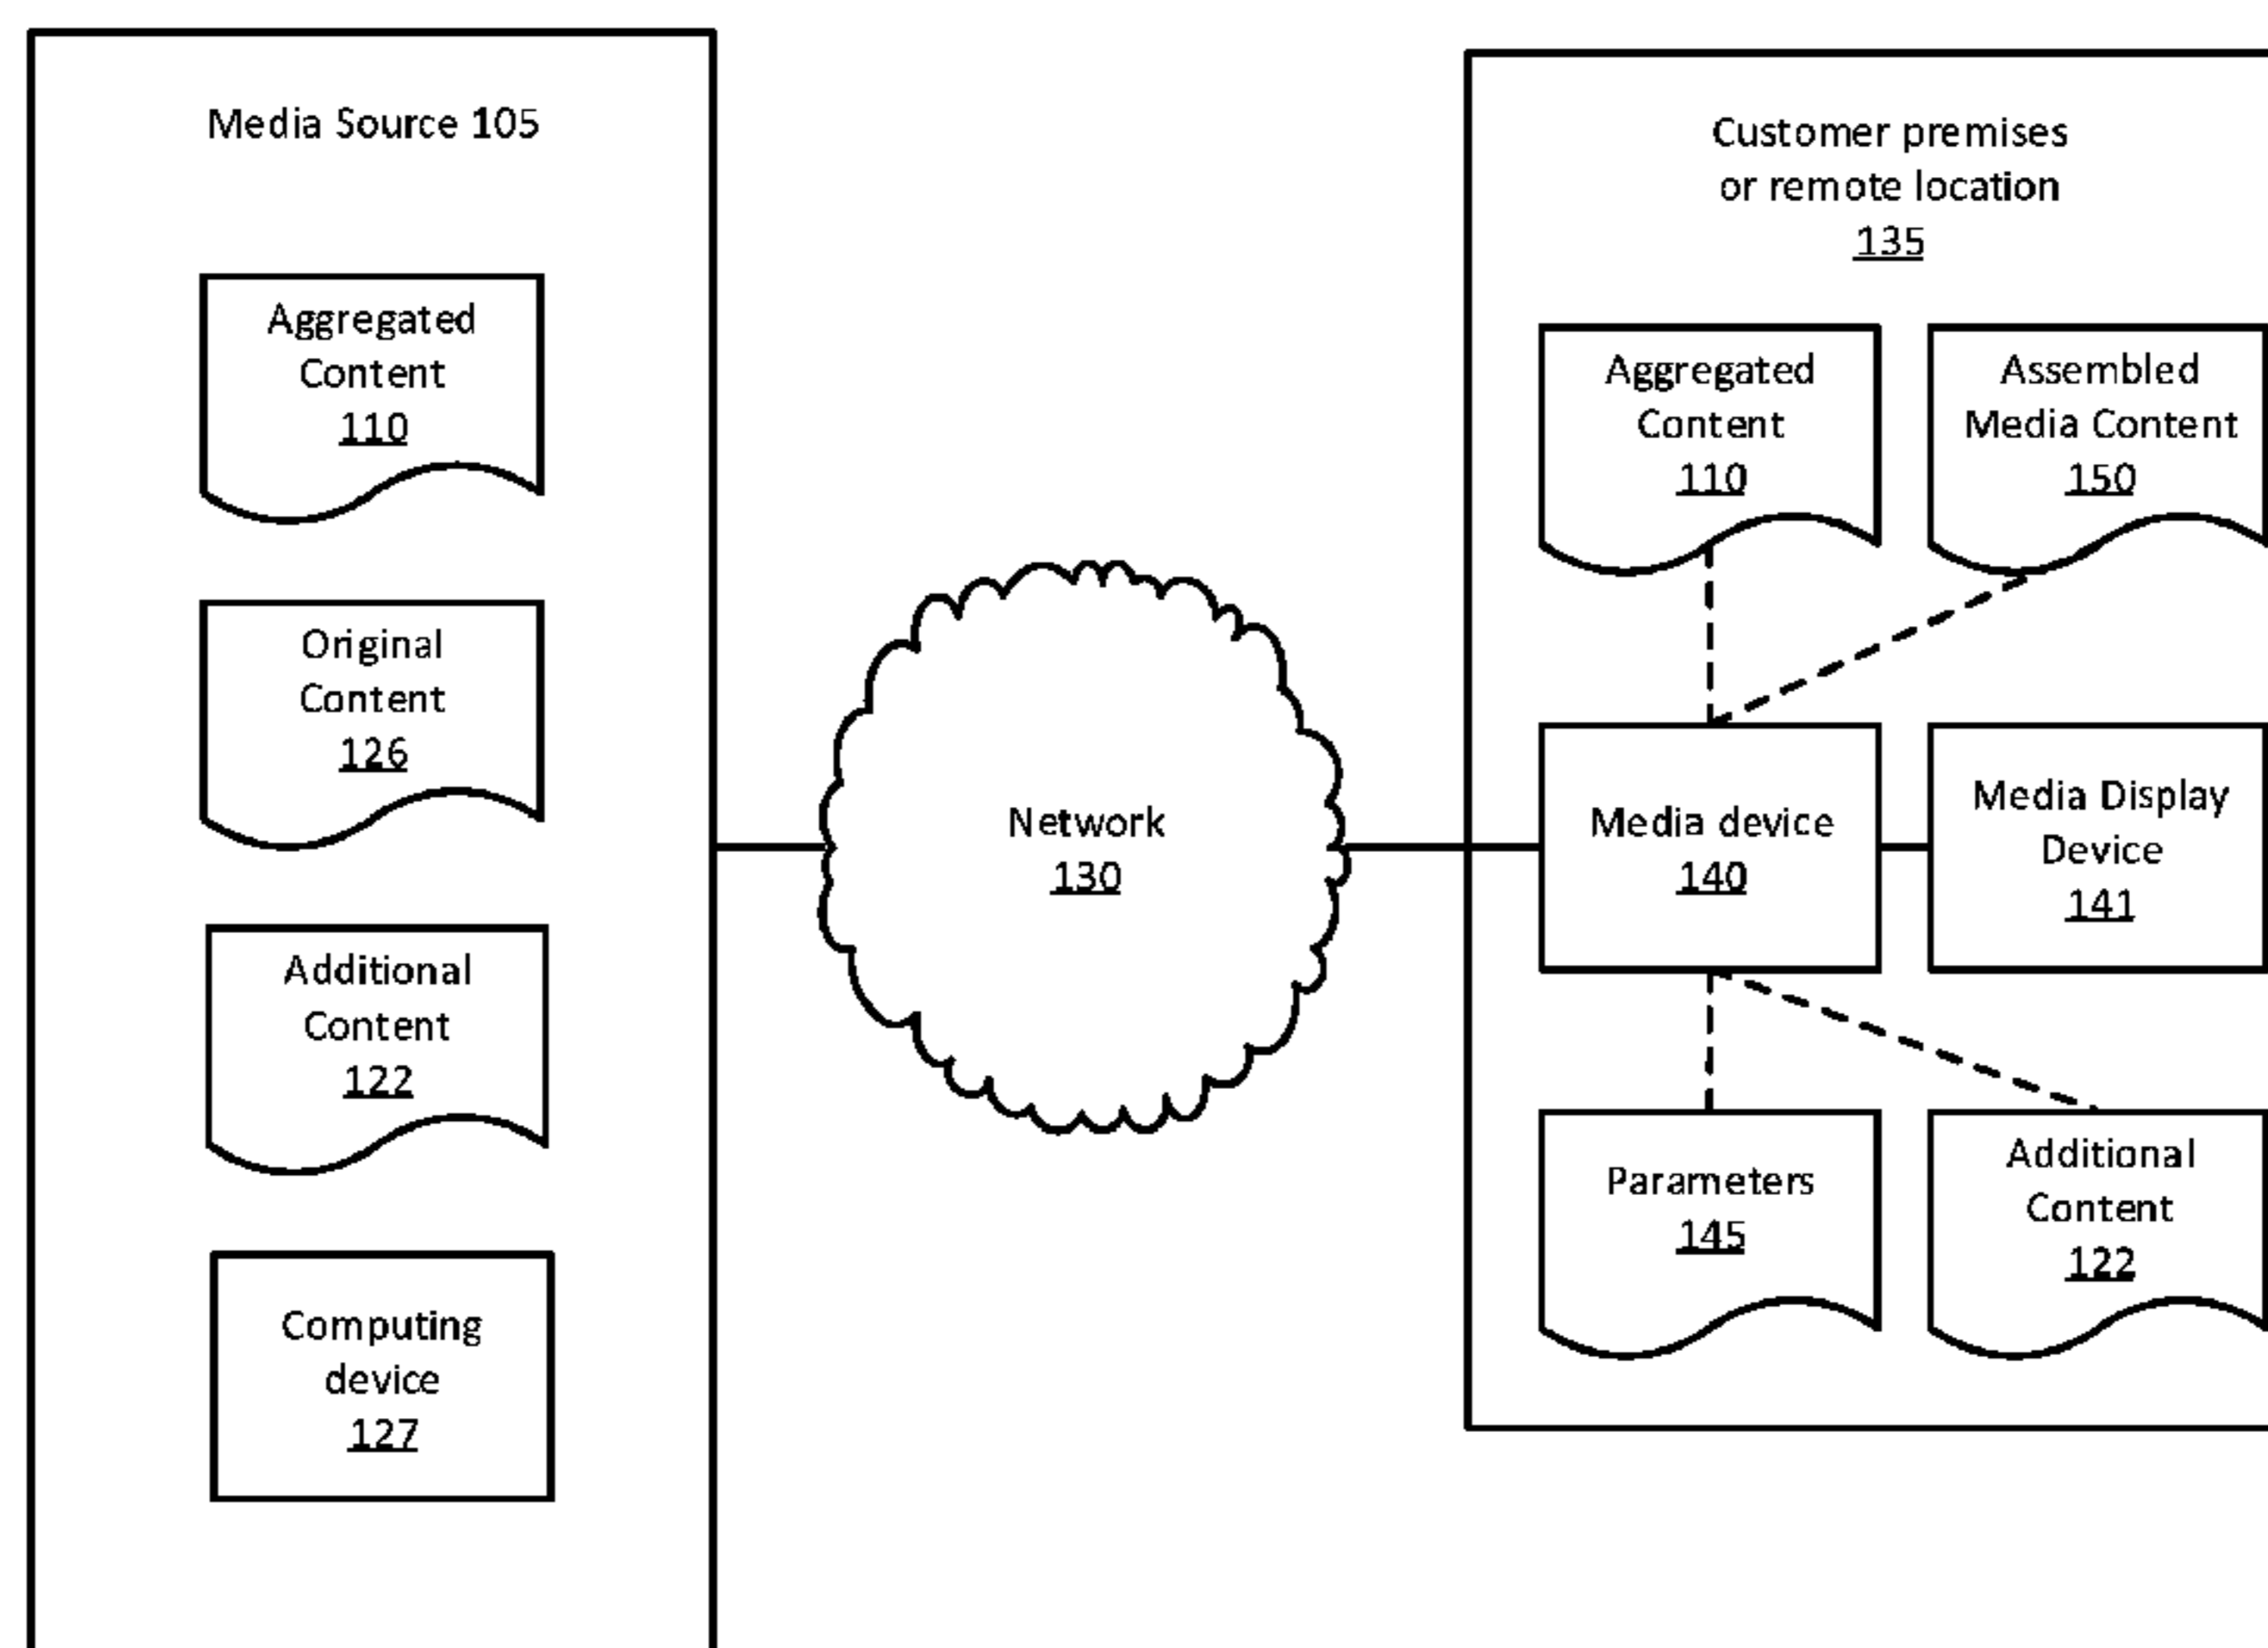 Media Source 105
Aggregated
Content
110
Original
Content
126
Additional
Content
122
Computing
device
127
Network
130
Customer premises
or remote location
135
Aggregated
Content
110
Assembled
Media Content
150
Media device
140
Media Display
Device
141
Parameters
145
Additional
Content
122